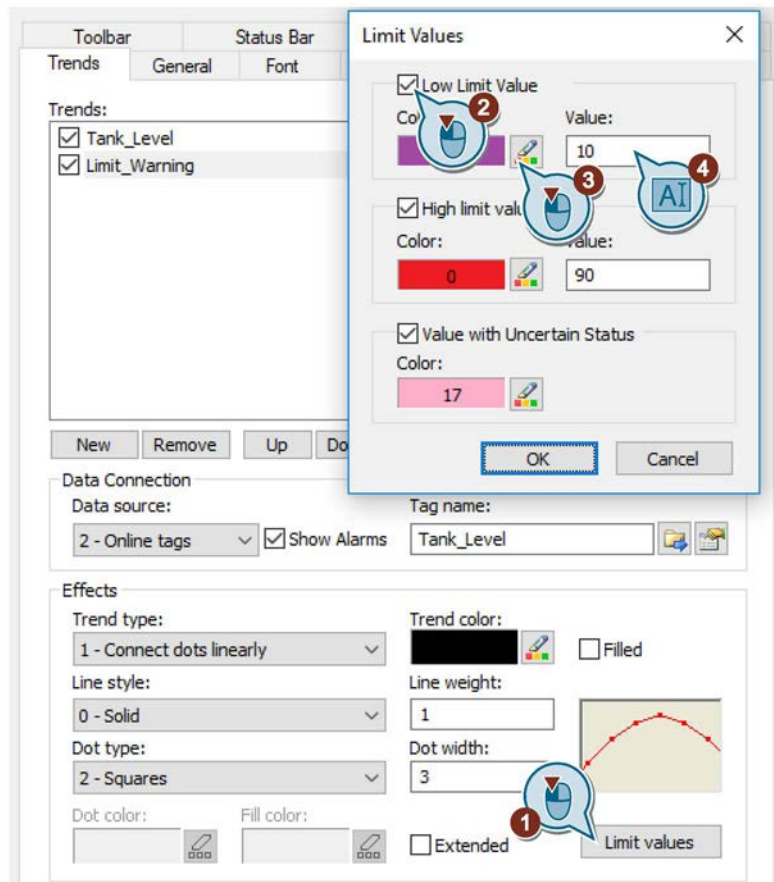 Toolbar Status Bar
Trends General Font
Trends:
Tank_Level
Limit_Warning
New Remove Up Do
Limit Values
Low Limit Value
2
Value:
10
3
4
AI
High limit
Color: Value:
0 90
Value with Uncertain Status
Color:
17
OK Cancel
Data Connection
Data source: Tag name:
2 - Online tags Show Alarms Tank_Level
Effects
Trend type: Trend color:
1 - Connect dots linearly Filled
Line style: Line weight:
0 - Solid 1
Dot type: Dot width:
2 - Squares 3
Dot color: Fill color:
1
Extended Limit values